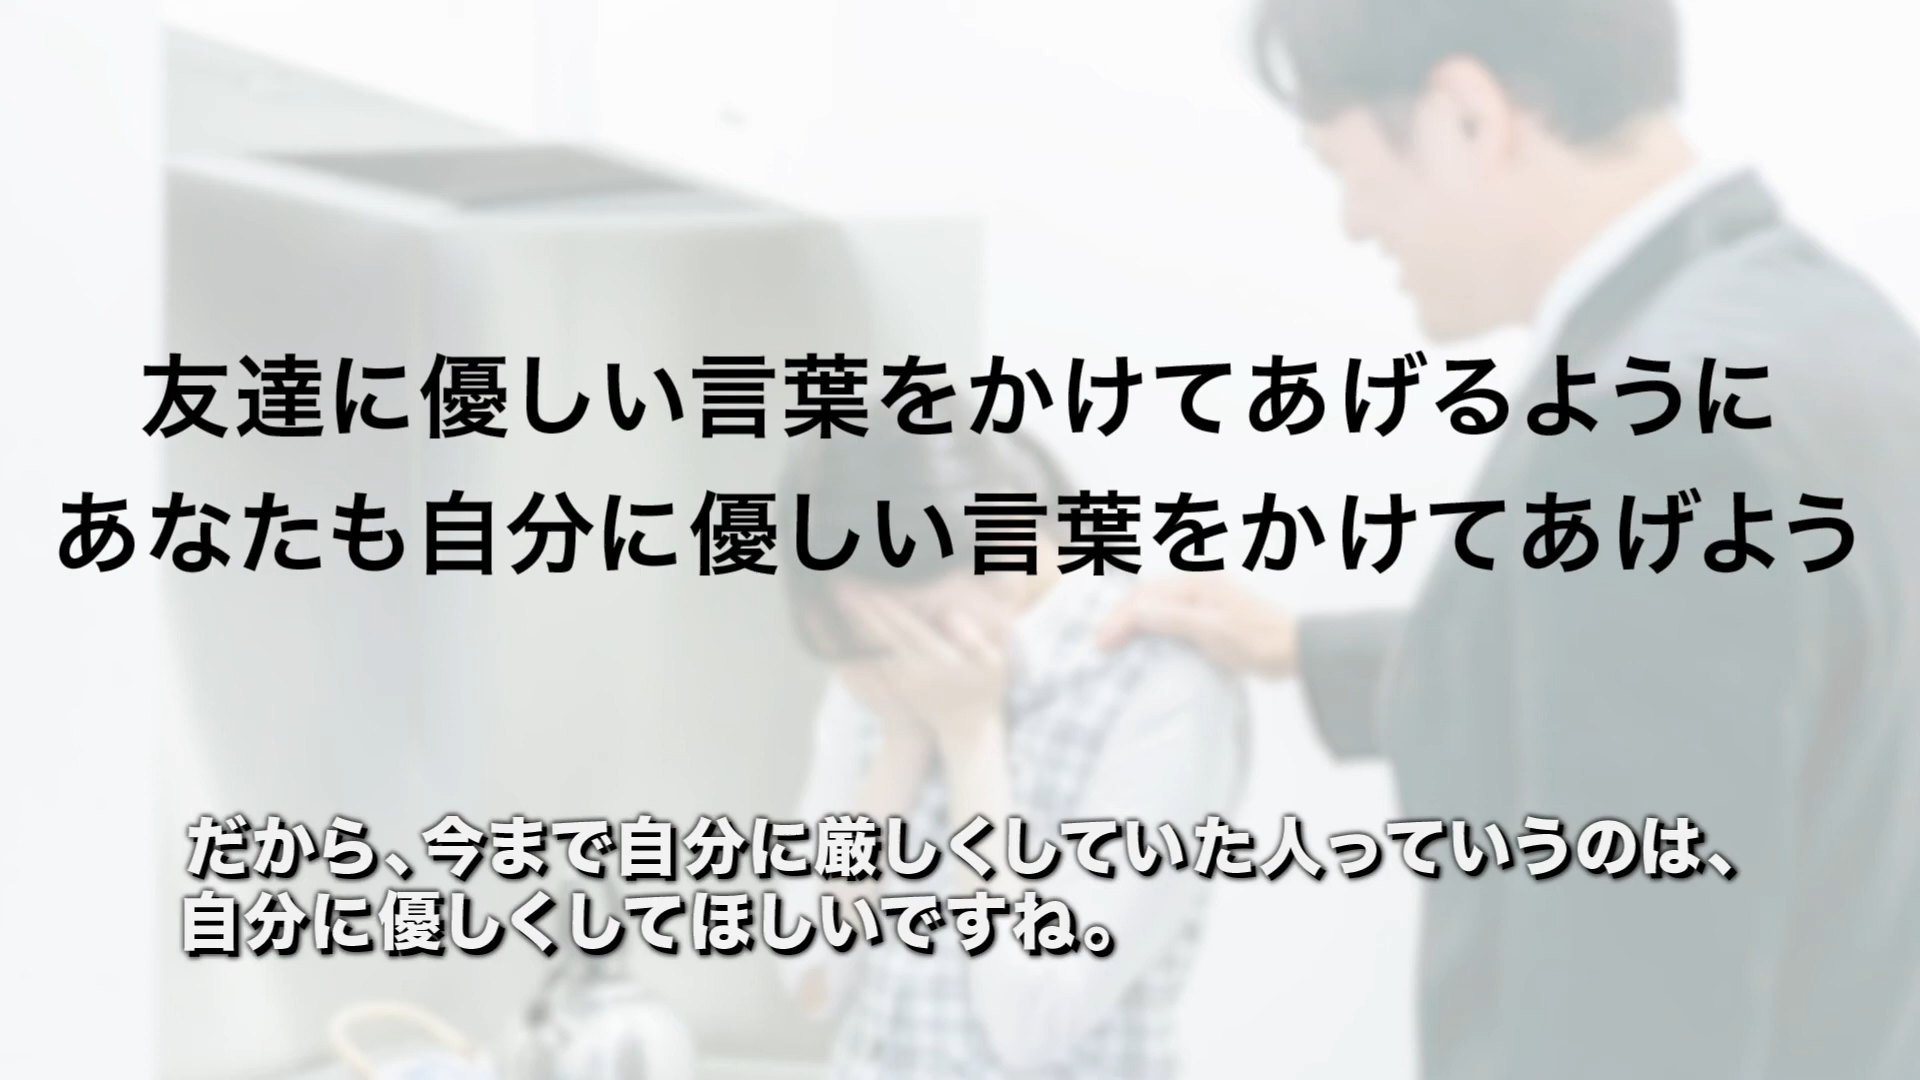 友達に優しい言葉をかけてあげるように
あなたも自分に優しい言葉をかけてあげよう
だから、今まで自分に厳しくしていた人っていうのは、
自分に優しくしてほしいですね。